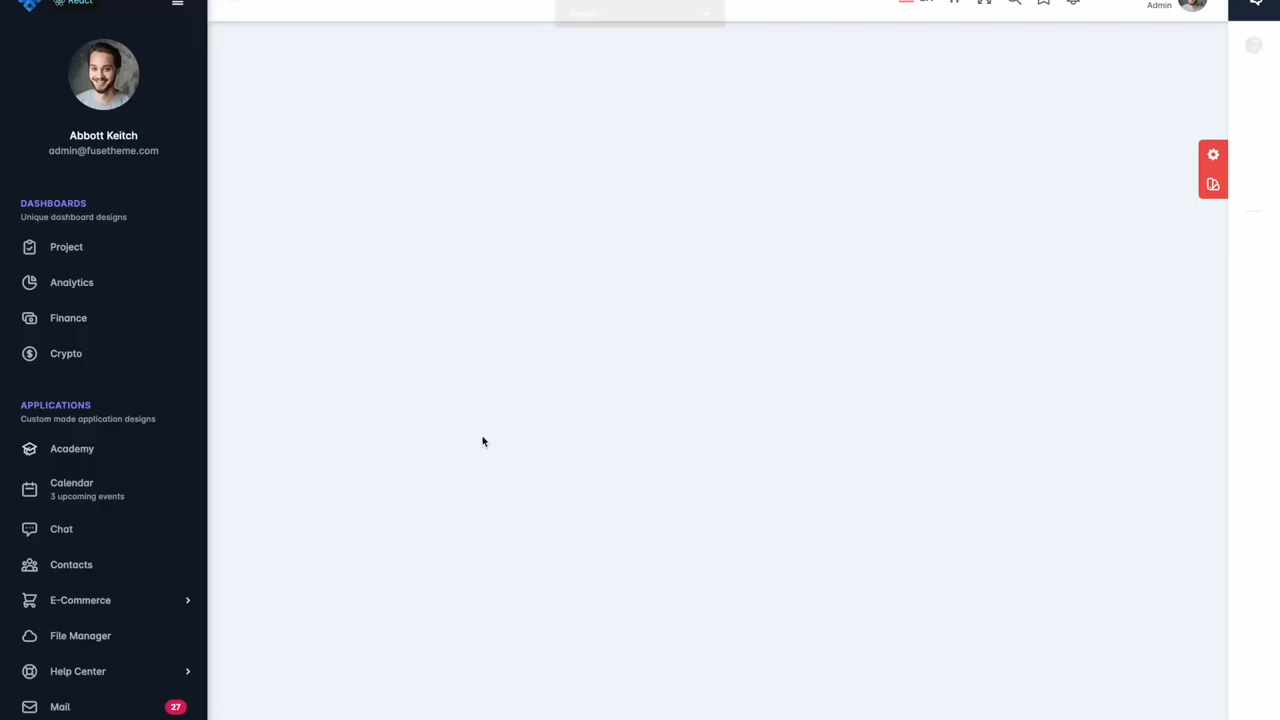 React
Admin
Abbott Keitch
admin@fusetheme.com
DASHBOARDS
Unique dashboard designs
Project
Analytics
Finance
Crypto
APPLICATIONS
Custom made application designs
Academy
Calendar
3 upcoming events
Chat
Contacts
E-Commerce
File Manager
Help Center
Mail
27